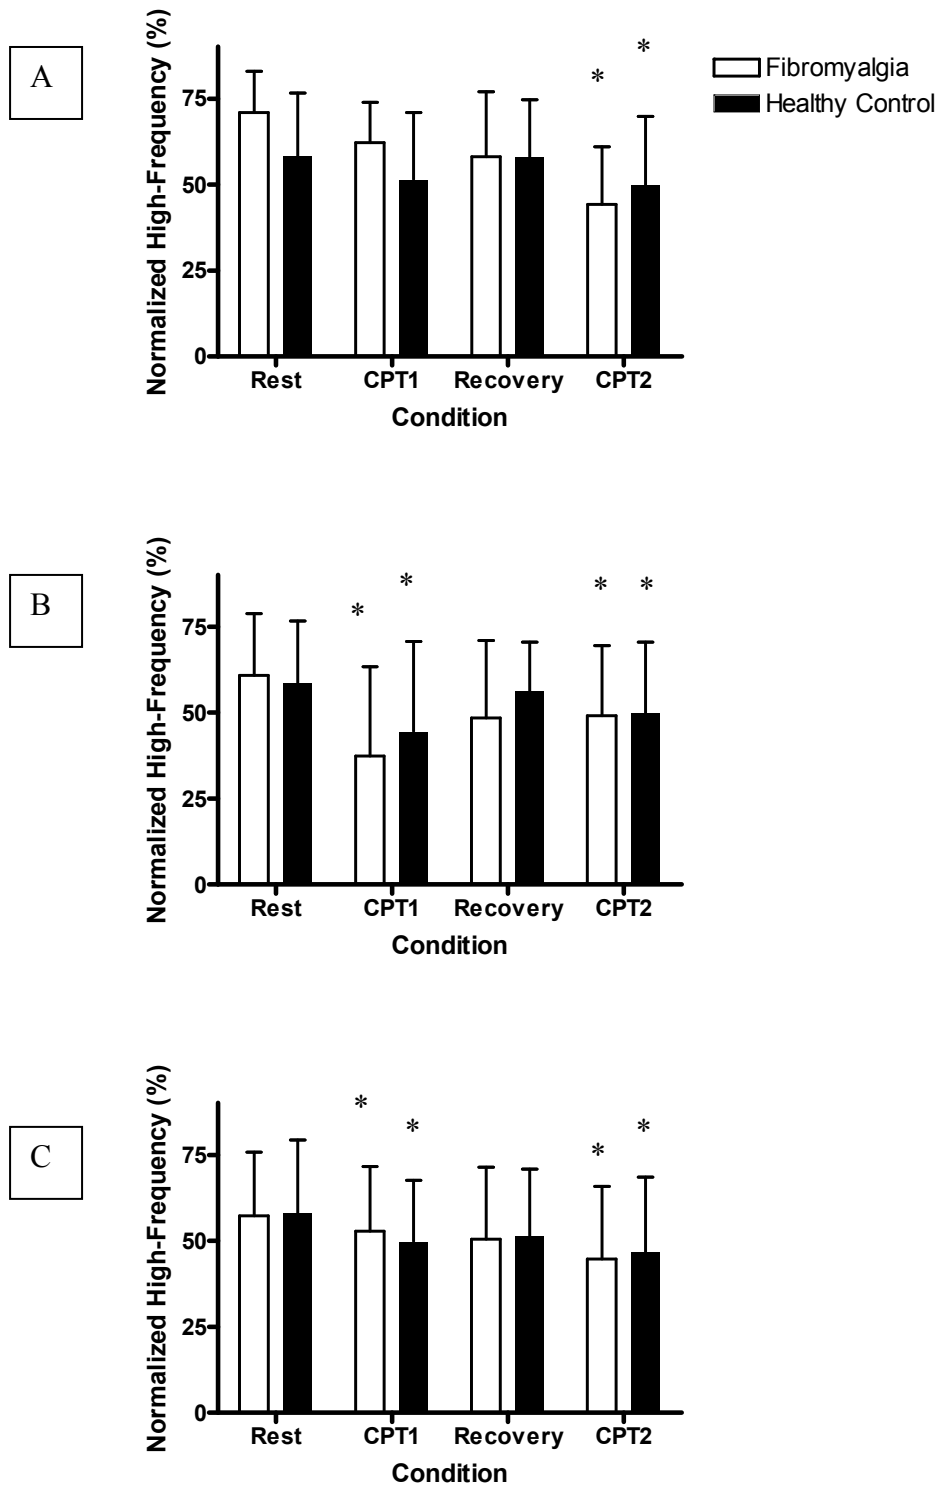 A
Normalized High-Frequency (%)
75
50
25
0
* *
Rest CPT1 Recovery CPT2
Condition
Fibromyalgia
Healthy Control
B
Normalized High-Frequency (%)
75
50
25
0
* * * *
Rest CPT1 Recovery CPT2
Condition
C
Normalized High-Frequency (%)
75
50
25
0
* * * *
Rest CPT1 Recovery CPT2
Condition